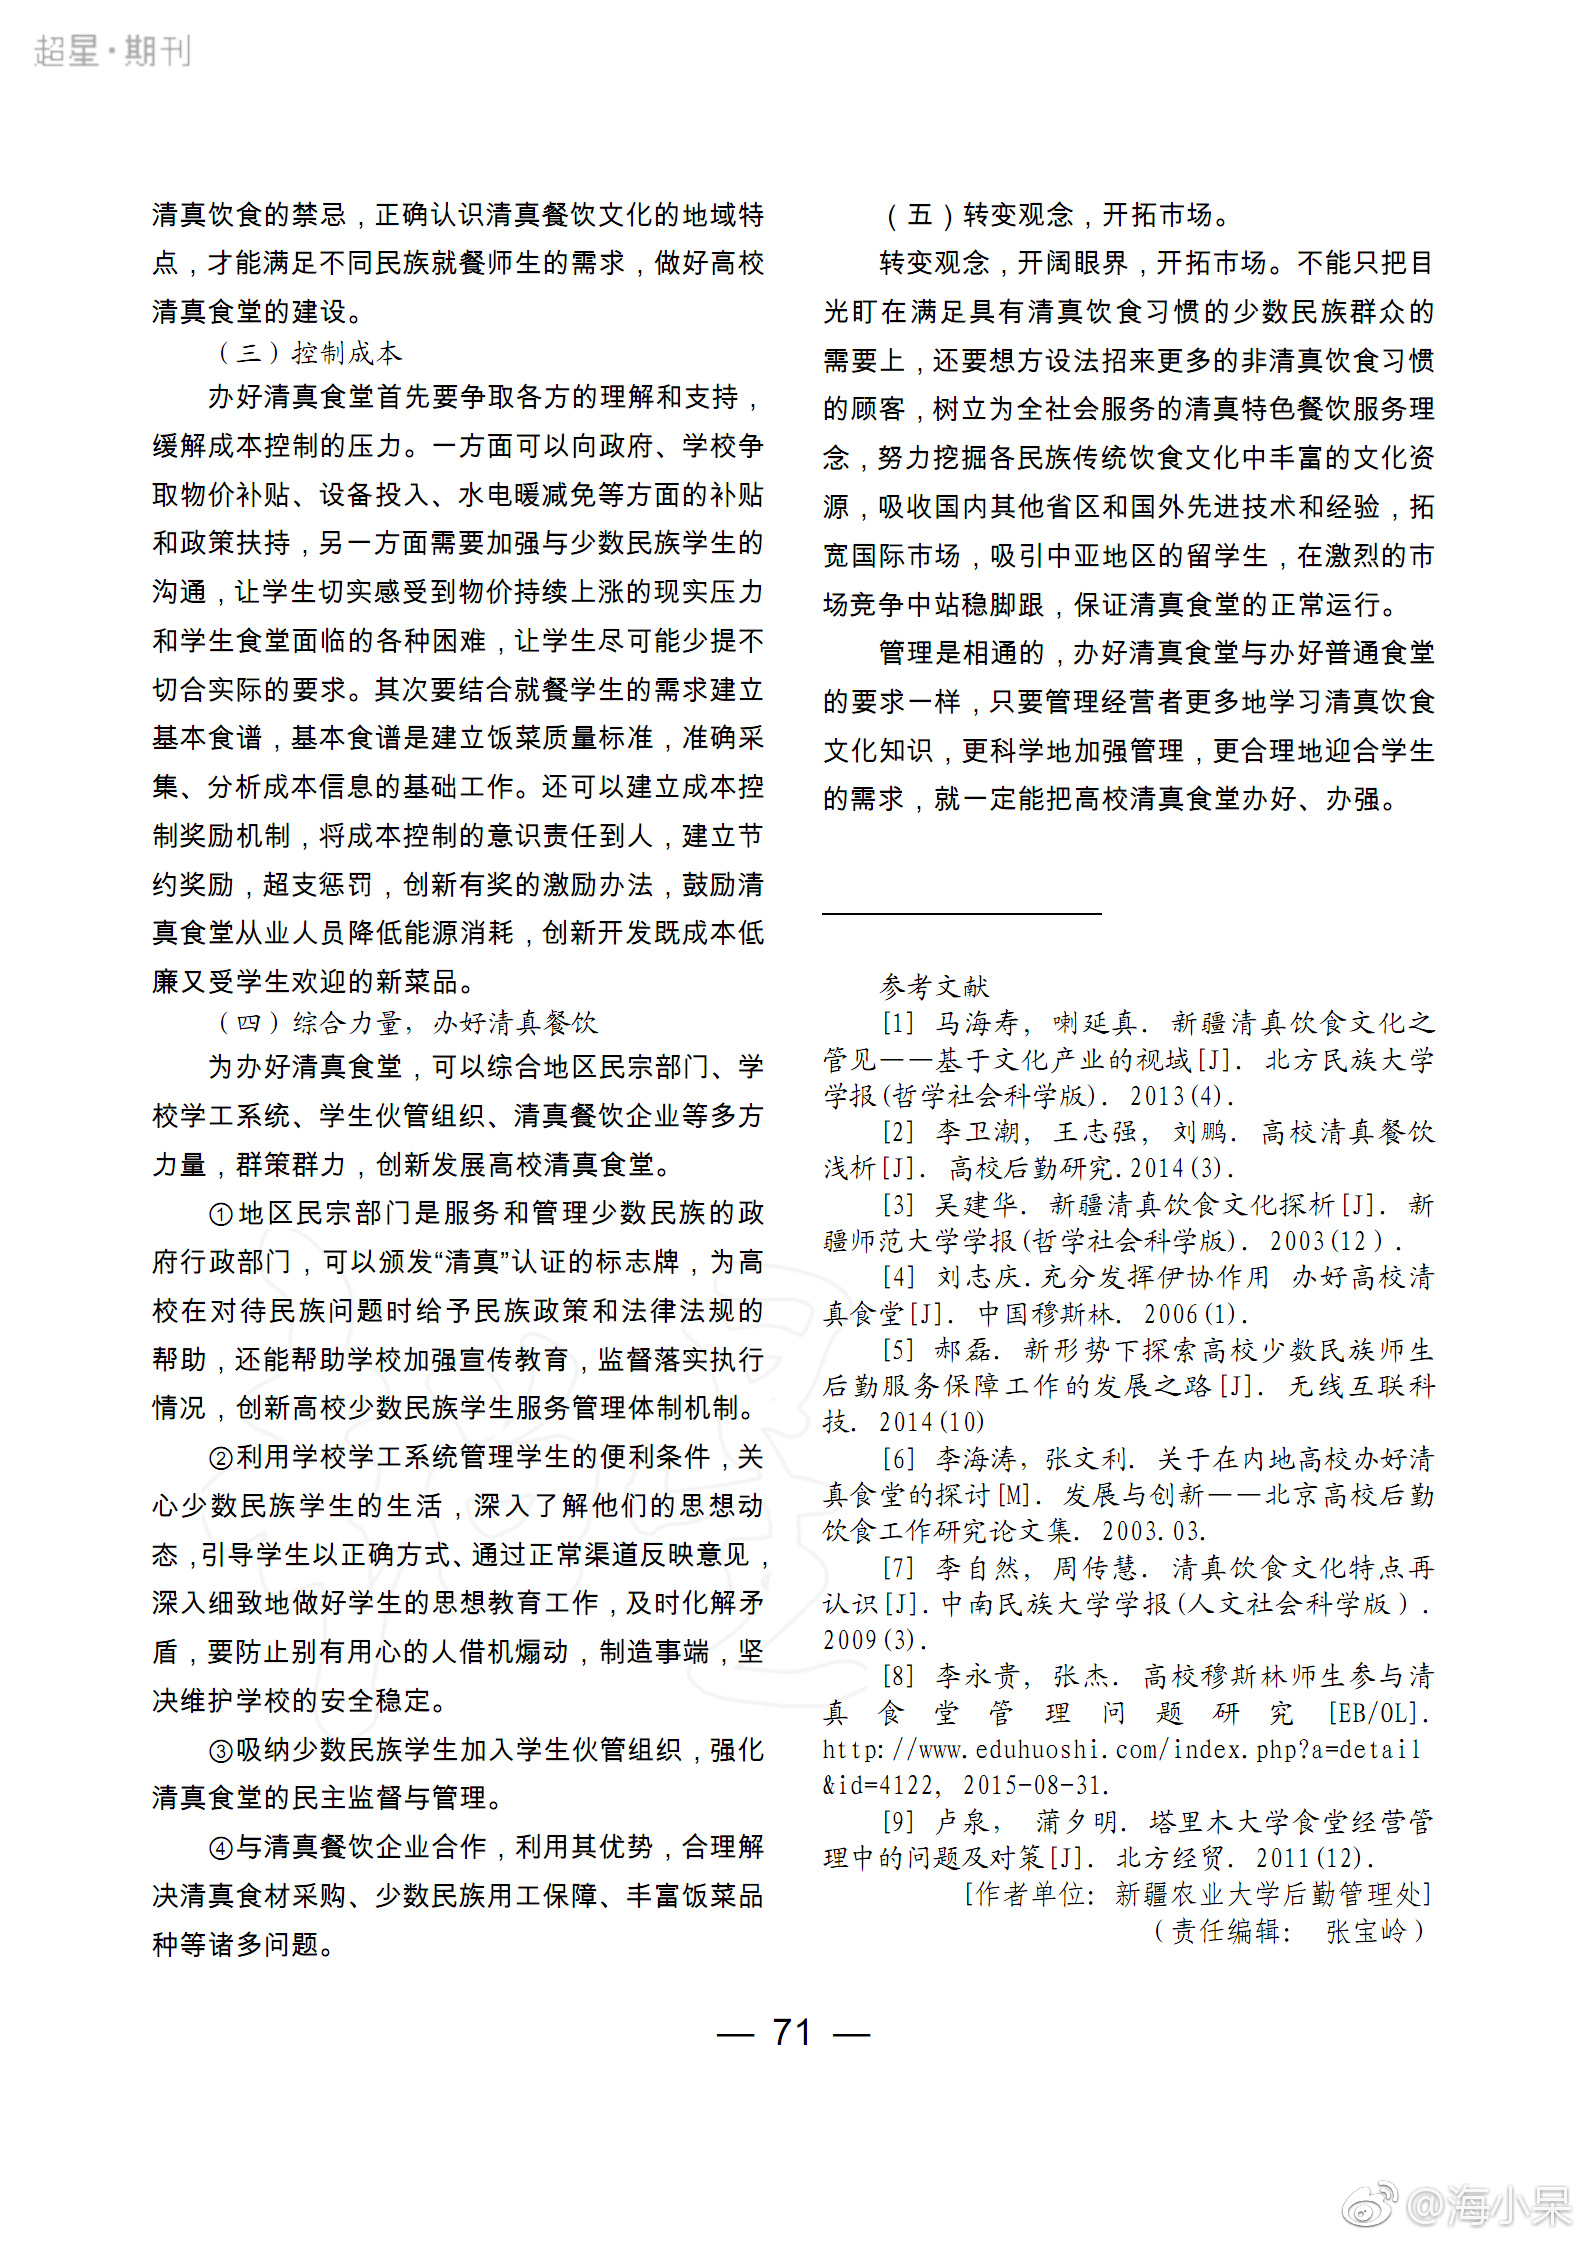 超星·期刊
清真饮食的禁忌，正确认识清真餐饮文化的地域特
点，才能满足不同民族就餐师生的需求，做好高校
清真食堂的建设。
（三）控制成本
办好清真食堂首先要争取各方的理解和支持，
缓解成本控制的压力。一方面可以向政府、学校争
取物价补贴、设备投入、水电暖减免等方面的补贴
和政策扶持，另一方面需要加强与少数民族学生的
沟通，让学生切实感受到物价持续上涨的现实压力
和学生食堂面临的各种困难，让学生尽可能少提不
切合实际的要求。其次要结合就餐学生的需求建立
基本食谱，基本食谱是建立饭菜质量标准，准确采
集、分析成本信息的基础工作。还可以建立成本控
制奖励机制，将成本控制的意识责任到人，建立节
约奖励，超支惩罚，创新有奖的激励办法，鼓励清
真食堂从业人员降低能源消耗，创新开发既成本低
廉又受学生欢迎的新菜品。
（四）综合力量，办好清真餐饮
为办好清真食堂，可以综合地区民宗部门、学
校学工系统、学生伙管组织、清真餐饮企业等多方
力量，群策群力，创新发展高校清真食堂。
①地区民宗部门是服务和管理少数民族的政
府行政部门，可以颁发“清真”认证的标志牌，为高
校在对待民族问题时给予民族政策和法律法规的
帮助，还能帮助学校加强宣传教育，监督落实执行
情况，创新高校少数民族学生服务管理体制机制。
②利用学校学工系统管理学生的便利条件，关
心少数民族学生的生活，深入了解他们的思想动
态，引导学生以正确方式、通过正常渠道反映意见，
深入细致地做好学生的思想教育工作，及时化解矛
盾，要防止别有用心的人借机煽动，制造事端，坚
决维护学校的安全稳定。
③吸纳少数民族学生加入学生伙管组织，强化
清真食堂的民主监督与管理。
④与清真餐饮企业合作，利用其优势，合理解
决清真食材采购、少数民族用工保障、丰富饭菜品
种等诸多问题。
（五）转变观念，开拓市场。
转变观念，开阔眼界，开拓市场。不能只把目
光盯在满足具有清真饮食习惯的少数民族群众的
需要上，还要想方设法招来更多的非清真饮食习惯
的顾客，树立为全社会服务的清真特色餐饮服务理
念，努力挖掘各民族传统饮食文化中丰富的文化资
源，吸收国内其他省区和国外先进技术和经验，拓
宽国际市场，吸引中亚地区的留学生，在激烈的市
场竞争中站稳脚跟，保证清真食堂的正常运行。
管理是相通的，办好清真食堂与办好普通食堂
的要求一样，只要管理经营者更多地学习清真饮食
文化知识，更科学地加强管理，更合理地迎合学生
的需求，就一定能把高校清真食堂办好、办强。
参考文献
[1] 马海寿，喇延真. 新疆清真饮食文化之
管见——基于文化产业的视域[J]. 北方民族大学
学报(哲学社会科学版). 2013(4).
[2] 李卫潮，王志强，刘鹏. 高校清真餐饮
浅析[J]. 高校后勤研究.2014(3).
[3] 吴建华. 新疆清真饮食文化探析[J]. 新
疆师范大学学报(哲学社会科学版). 2003(12).
[4] 刘志庆.充分发挥伊协作用 办好高校清
真食堂[J]. 中国穆斯林. 2006(1).
[5] 郝磊. 新形势下探索高校少数民族师生
后勤服务保障工作的发展之路[J]. 无线互联科
技. 2014(10)
[6] 李海涛，张文利. 关于在内地高校办好清
真食堂的探讨[M]. 发展与创新——北京高校后勤
饮食工作研究论文集. 2003.03.
[7] 李自然，周传慧. 清真饮食文化特点再
认识[J].中南民族大学学报(人文社会科学版).
2009(3).
[8] 李永贵，张杰. 高校穆斯林师生参与清
真食堂管理问题研究[EB/OL].
http://www.eduhuoshi.com/index.php?a=detail
&id=4122, 2015-08-31.
[9] 卢泉， 蒲夕明. 塔里木大学食堂经营管
理中的问题及对策[J]. 北方经贸. 2011(12).
[作者单位：新疆农业大学后勤管理处]
（责任编辑： 张宝岭）
— 71 —
@海小呆